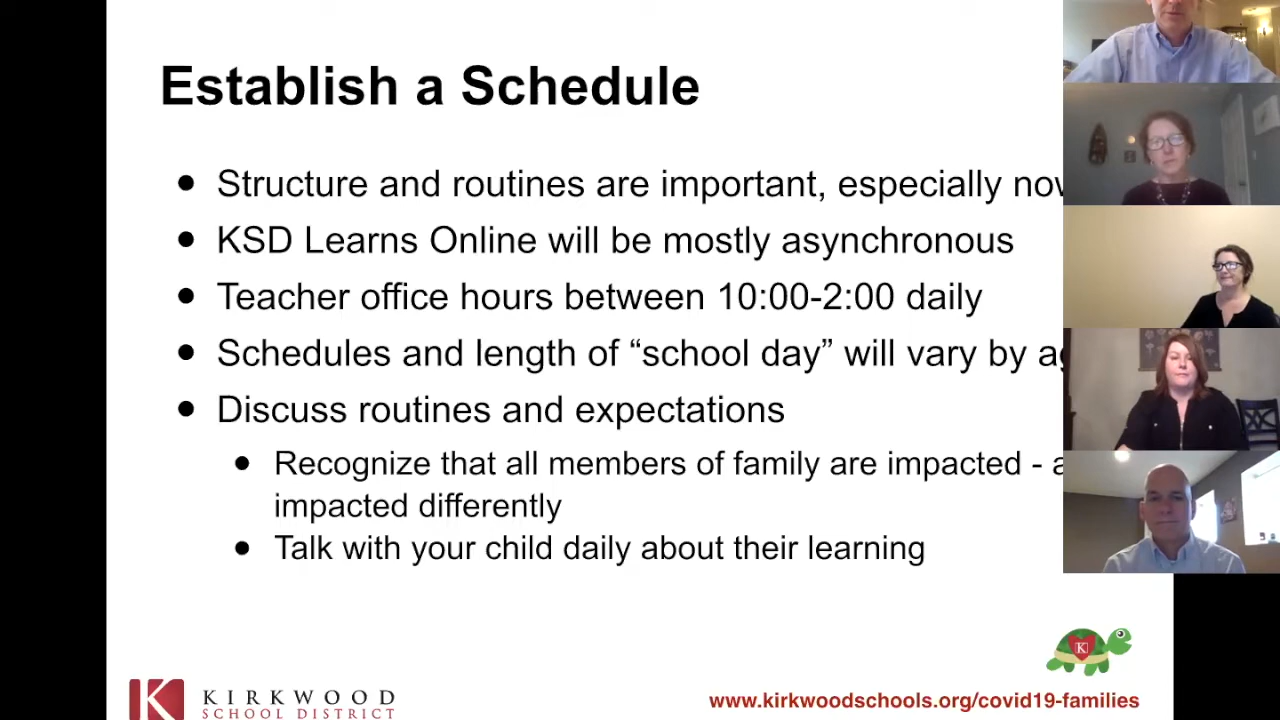 Establish a Schedule
• Structure and routines are important, especially
• KSD Learns Online will be mostly asynchronous
• Teacher office hours between 10:00-2:00 daily
• Schedules and length of “school day” will vary by
• Discuss routines and expectations
• Recognize that all members of family are impacted -
impacted differently
• Talk with your child daily about their learning
K
K KIRKWOOD
SCHOOL DISTRICT
www.kirkwoodschools.org/covid19-families